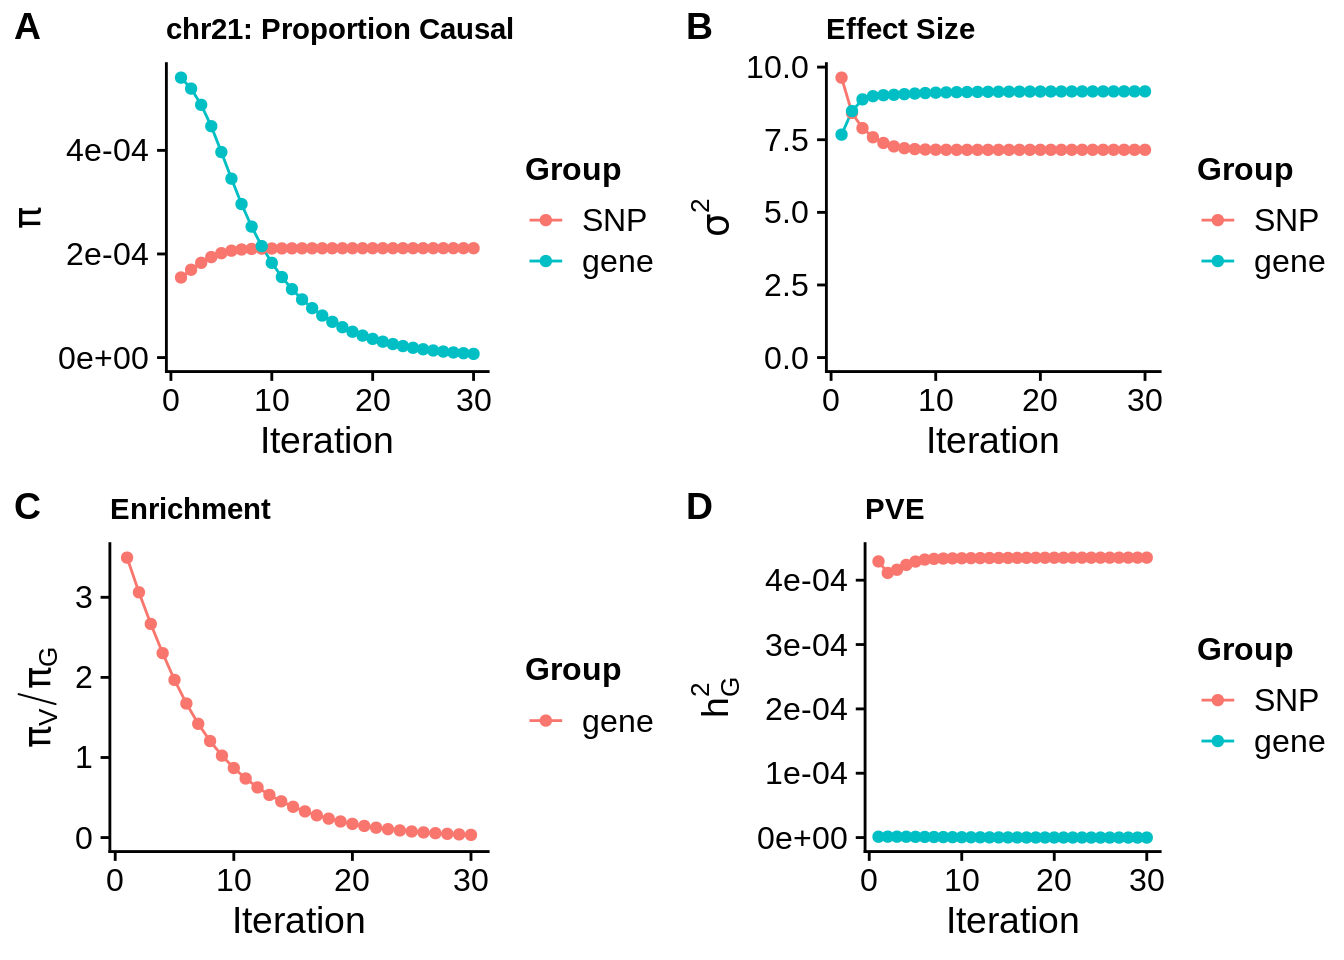 A
chr21: Proportion Causal
π
4e-04
2e-04
0e+00
0 10 20 30
Iteration
Group
SNP
gene
B
Effect Size
σ²
10.0
7.5
5.0
2.5
0.0
0 10 20 30
Iteration
Group
SNP
gene
C
Enrichment
π_V/π_G
3
2
1
0
0 10 20 30
Iteration
Group
gene
D
PVE
h²_G
4e-04
3e-04
2e-04
1e-04
0e+00
0 10 20 30
Iteration
Group
SNP
gene